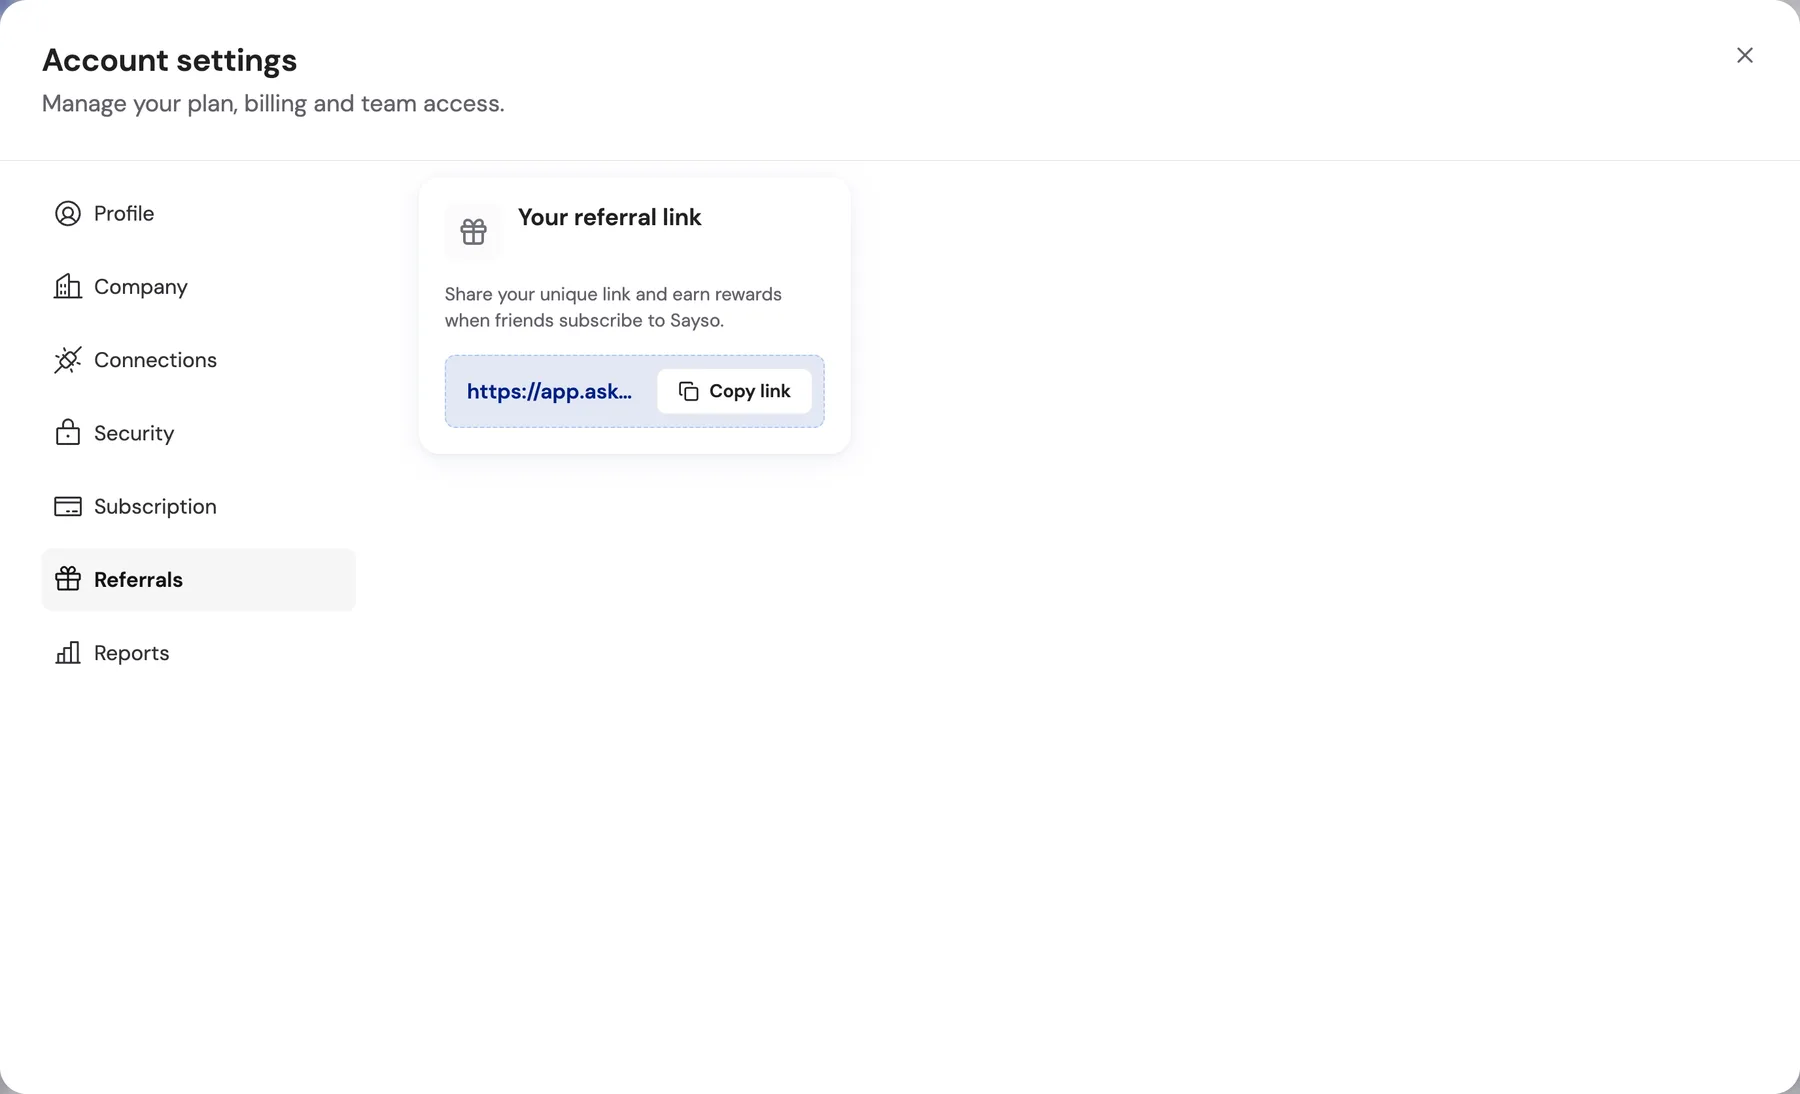 Account settings
Manage your plan, billing and team access.
Profile
Company
Connections
Security
Subscription
Referrals
Reports
Your referral link
Share your unique link and earn rewards
when friends subscribe to Sayso.
https://app.ask...
Copy link